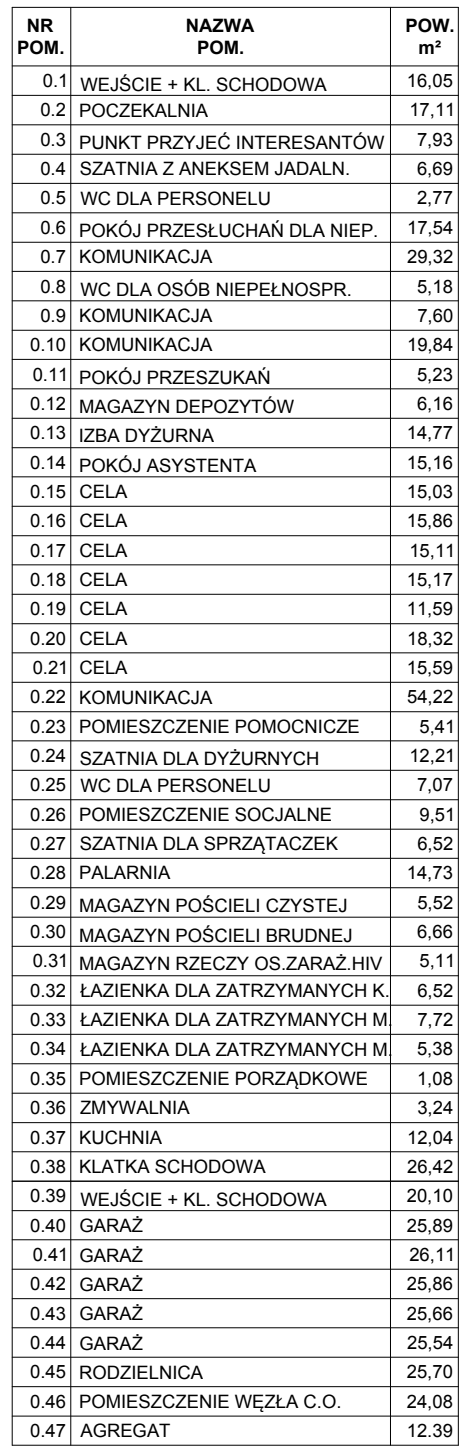 NR POM. NAZWA POM. POW. m²
0.1 WEJŚCIE + KL. SCHODOWA 16,05
0.2 POCZEKALNIA 17,11
0.3 PUNKT PRZYJEĆ INTERESANTÓW 7,93
0.4 SZATNIA Z ANEKSEM JADALN. 6,69
0.5 WC DLA PERSONELU 2,77
0.6 POKÓJ PRZESŁUCHAŃ DLA NIEP. 17,54
0.7 KOMUNIKACJA 29,32
0.8 WC DLA OSÓB NIEPEŁNOSPR. 5,18
0.9 KOMUNIKACJA 7,60
0.10 KOMUNIKACJA 19,84
0.11 POKÓJ PRZESZUKAŃ 5,23
0.12 MAGAZYN DEPOZYTÓW 6,16
0.13 IZBA DYŻURNA 14,77
0.14 POKÓJ ASYSTENTA 15,16
0.15 CELA 15,03
0.16 CELA 15,86
0.17 CELA 15,11
0.18 CELA 15,17
0.19 CELA 11,59
0.20 CELA 18,32
0.21 CELA 15,59
0.22 KOMUNIKACJA 54,22
0.23 POMIESZCZENIE POMOCNICZE 5,41
0.24 SZATNIA DLA DYŻURNYCH 12,21
0.25 WC DLA PERSONELU 7,07
0.26 POMIESZCZENIE SOCJALNE 9,51
0.27 SZATNIA DLA SPRZĄTACZEK 6,52
0.28 PALARNIA 14,73
0.29 MAGAZYN POŚCIELI CZYSTEJ 5,52
0.30 MAGAZYN POŚCIELI BRUDNEJ 6,66
0.31 MAGAZYN RZECZY OS.ZARAŻ.HIV 5,11
0.32 ŁAZIENKA DLA ZATRZYMANYCH K. 6,52
0.33 ŁAZIENKA DLA ZATRZYMANYCH M. 7,72
0.34 ŁAZIENKA DLA ZATRZYMANYCH M. 5,38
0.35 POMIESZCZENIE PORZĄDKOWE 1,08
0.36 ZMYWALNIA 3,24
0.37 KUCHNIA 12,04
0.38 KLATKA SCHODOWA 26,42
0.39 WEJŚCIE + KL. SCHODOWA 20,10
0.40 GARAŻ 25,89
0.41 GARAŻ 26,11
0.42 GARAŻ 25,86
0.43 GARAŻ 25,66
0.44 GARAŻ 25,54
0.45 RODZIELNICA 25,70
0.46 POMIESZCZENIE WĘZŁA C.O. 24,08
0.47 AGREGAT 12.39